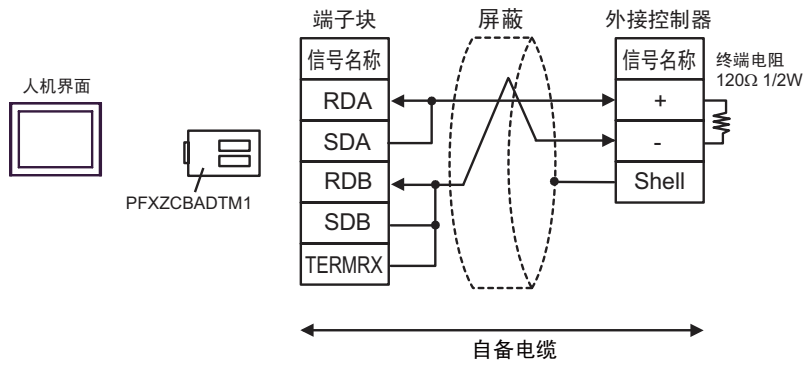 端子块
屏蔽
外接控制器
信号名称
信号名称
终端电阻
120Ω 1/2W
人机界面
RDA
+
SDA
-
RDB
Shell
PFXZCBADTM1
SDB
TERMRX
自备电缆